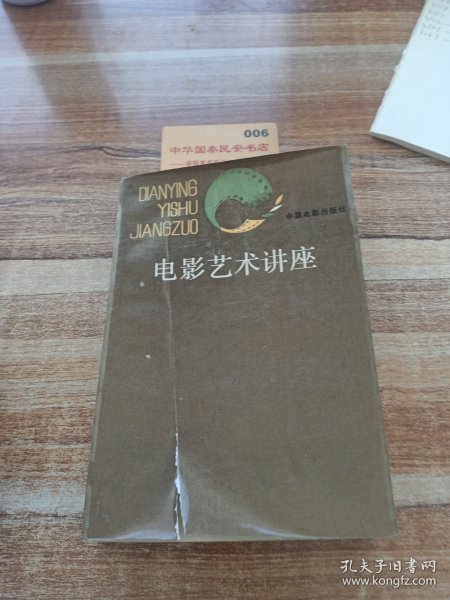 006
中华国泰民安书店
DIANYING
YISHU
JIANGZUO
中国电影出版社
电影艺术讲座
孔夫子旧书网
www.kongfz.com